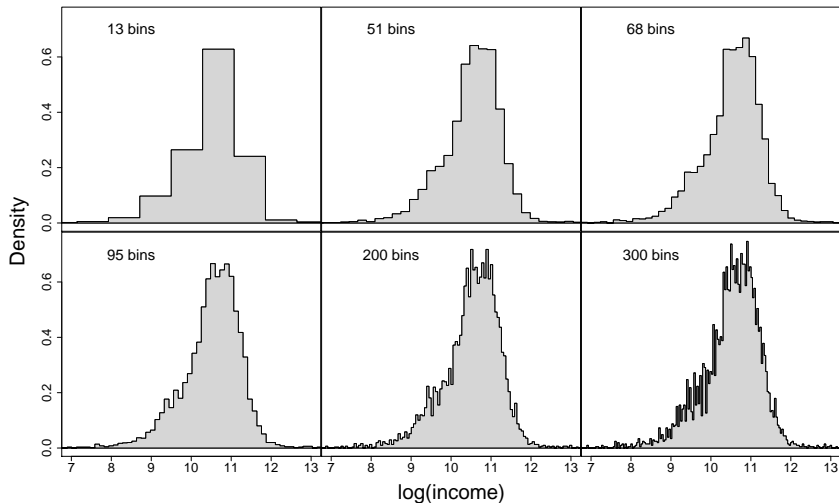 13 bins
51 bins
68 bins
0.0 0.2 0.4 0.6
Density
95 bins
200 bins
300 bins
0.0 0.2 0.4 0.6
7 8 9 10 11 12 13
7 8 9 10 11 12 13
7 8 9 10 11 12 13
log(income)